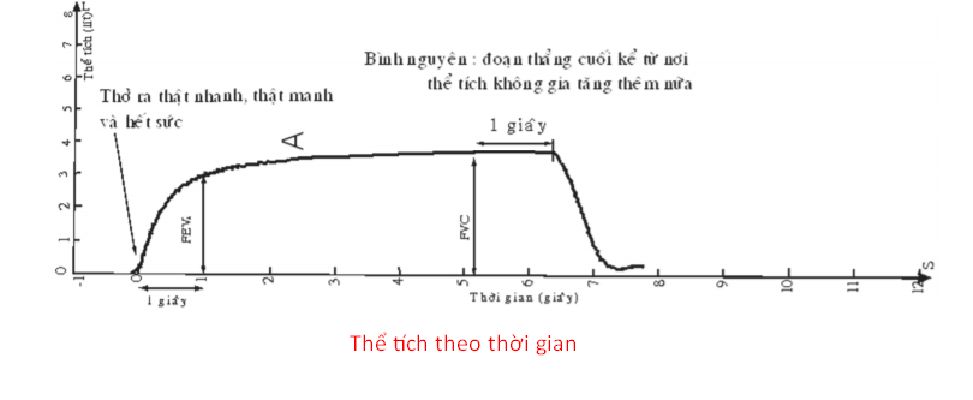 Thể tích (lít)
8
7
6
5
4
3
2
1
0
Bình nguyên : đoạn thẳng cuối kể từ nơi
thể tích không gia tăng thêm nữa
Thở ra thật nhanh, thật mạnh
và hết sức
A
1 giây
FEV₁
FVC
-1 0 1 2 3 4 5 6 7 8 9 10 11 12 S
1 giây
Thời gian (giây)
Thể tích theo thời gian